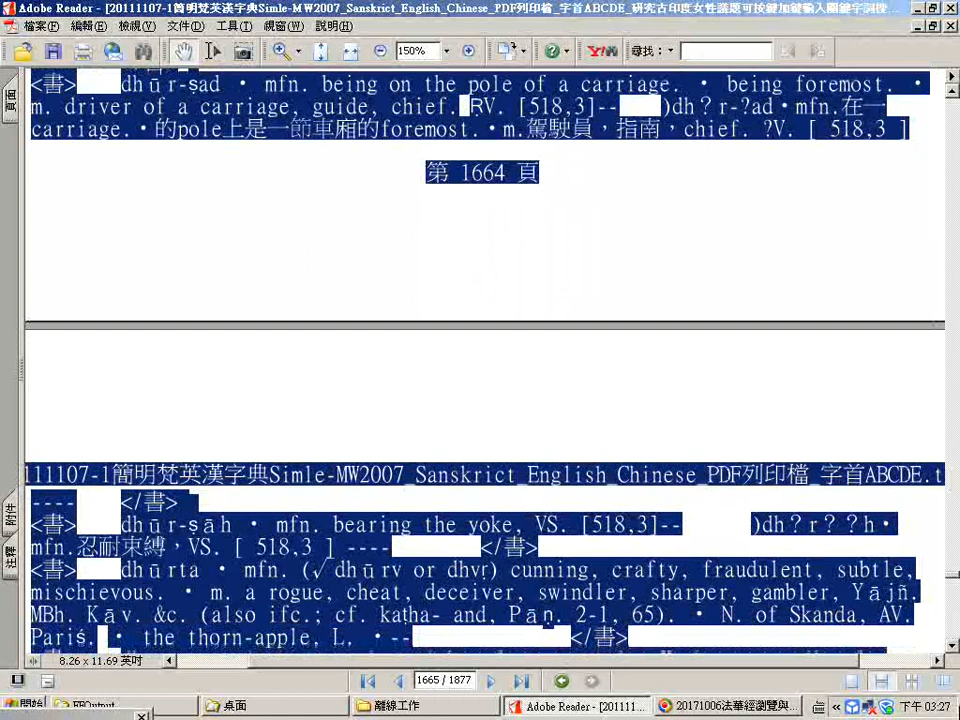 Adobe Reader - [20111107-1簡明梵英漢字典Simle-MW2007_Sanskrict_English_Chinese_PDF列印檔_字首ABCDE_研究古印度女性議題可按鍵加鍵輸入關鍵字詞搜
檔案(F) 編輯(E) 檢視(V) 文件(D) 工具(T) 視窗(W) 說明(H)
150% Y! 尋找：
頁面
<書> dhūr-ṣad • mfn. being on the pole of a carriage. • being foremost. •
m. driver of a carriage, guide, chief. ṚV. [518,3]-- )dh？r-?ad•mfn.在一
carriage.•的pole上是一節車廂的foremost.•m.駕駛員，指南，chief. ?V. [ 518,3 ]
第 1664 頁
111107-1簡明梵英漢字典Simle-MW2007_Sanskrict_English_Chinese_PDF列印檔_字首ABCDE.t
---- </書>
<書> dhūr-ṣāh • mfn. bearing the yoke, VS. [518,3]-- )dh？r？？h•
mfn.忍耐束縛，VS. [ 518,3 ] ---- </書>
<書> dhūrta • mfn. (√dhūrv or dhvṛ) cunning, crafty, fraudulent, subtle,
mischievous. • m. a rogue, cheat, deceiver, swindler, sharper, gambler, Yājñ.
MBh. Kāv. &c. (also ifc.; cf. kaṭha- and, Pāṇ. 2-1, 65). • N. of Skanda, AV.
Pariś. • the thorn-apple, L. •-- </書>
附件
注釋
8.26 x 11.69 英吋
1665 / 1877
開始 FFOutput 桌面 離線工作 Adobe Reader - [201111... 20171006法華經瀏覽與... 下午 03:27